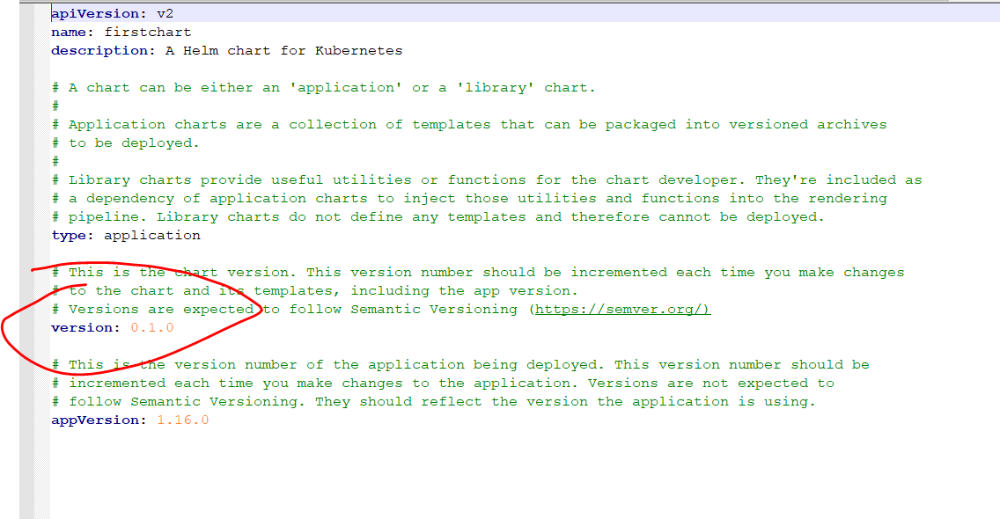 apiVersion: v2
name: firstchart
description: A Helm chart for Kubernetes
# A chart can be either an 'application' or a 'library' chart.
#
# Application charts are a collection of templates that can be packaged into versioned archives
# to be deployed.
#
# Library charts provide useful utilities or functions for the chart developer. They're included as
# a dependency of application charts to inject those utilities and functions into the rendering
# pipeline. Library charts do not define any templates and therefore cannot be deployed.
type: application
# This is the chart version. This version number should be incremented each time you make changes
# to the chart and its templates, including the app version.
# Versions are expected to follow Semantic Versioning (https://semver.org/)
version: 0.1.0
# This is the version number of the application being deployed. This version number should be
# incremented each time you make changes to the application. Versions are not expected to
# follow Semantic Versioning. They should reflect the version the application is using.
appVersion: 1.16.0